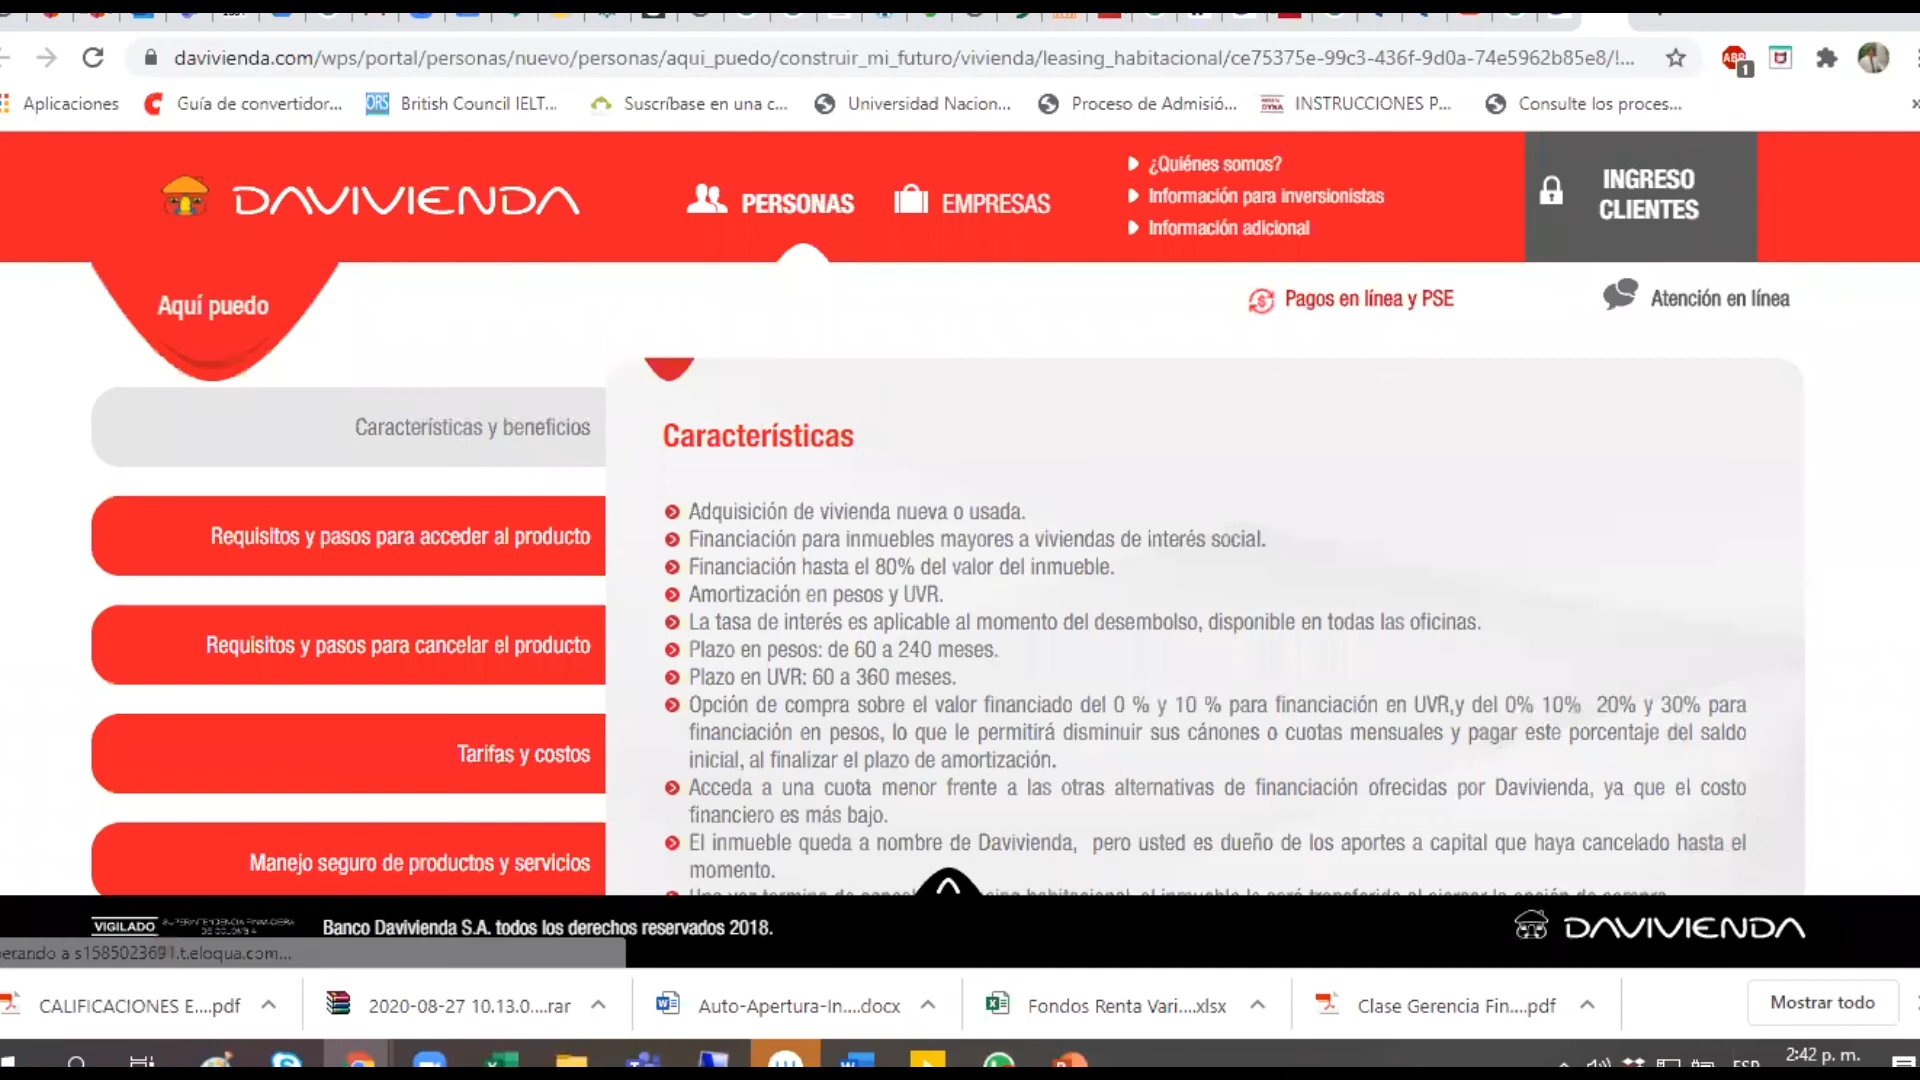 davivienda.com/wps/portal/personas/nuevo/personas/aqui_puedo/construir_mi_futuro/vivienda/leasing_habitacional/ce75375e-99c3-436f-9d0a-74e5962b85e8/!...
ABP 1
Aplicaciones Guía de convertidor... ORS British Council IELT... Suscríbase en una c... Universidad Nacion... Proceso de Admisió... INSTRUCCIONES P... Consulte los proces... »
DAVIVIENDA
PERSONAS
EMPRESAS
¿Quiénes somos?
Información para inversionistas
Información adicional
INGRESO
CLIENTES
Aquí puedo
Pagos en línea y PSE
Atención en línea
Características y beneficios
Requisitos y pasos para acceder al producto
Requisitos y pasos para cancelar el producto
Tarifas y costos
Manejo seguro de productos y servicios
Características
Adquisición de vivienda nueva o usada.
Financiación para inmuebles mayores a viviendas de interés social.
Financiación hasta el 80% del valor del inmueble.
Amortización en pesos y UVR.
La tasa de interés es aplicable al momento del desembolso, disponible en todas las oficinas.
Plazo en pesos: de 60 a 240 meses.
Plazo en UVR: 60 a 360 meses.
Opción de compra sobre el valor financiado del 0 % y 10 % para financiación en UVR,y del 0% 10% 20% y 30% para
financiación en pesos, lo que le permitirá disminuir sus cánones o cuotas mensuales y pagar este porcentaje del saldo
inicial, al finalizar el plazo de amortización.
Acceda a una cuota menor frente a las otras alternativas de financiación ofrecidas por Davivienda, ya que el costo
financiero es más bajo.
El inmueble queda a nombre de Davivienda, pero usted es dueño de los aportes a capital que haya cancelado hasta el
momento.
VIGILADO SUPERINTENDENCIA FINANCIERA
DE COLOMBIA
Banco Davivienda S.A. todos los derechos reservados 2018.
DAVIVIENDA
erando a s1585023691.t.eloqua.com...
CALIFICACIONES E....pdf 2020-08-27 10.13.0....rar Auto-Apertura-In....docx Fondos Renta Vari....xlsx Clase Gerencia Fin....pdf Mostrar todo
ESP 2:42 p. m.